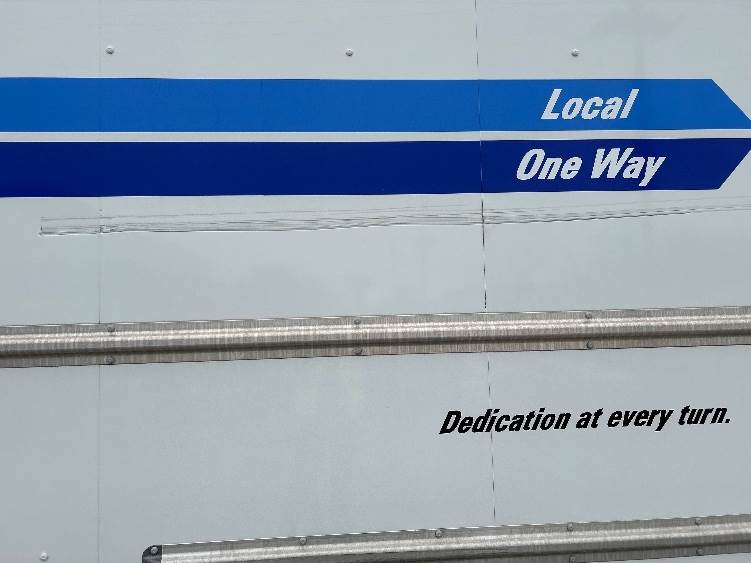 Local
One Way
Dedication at every turn.